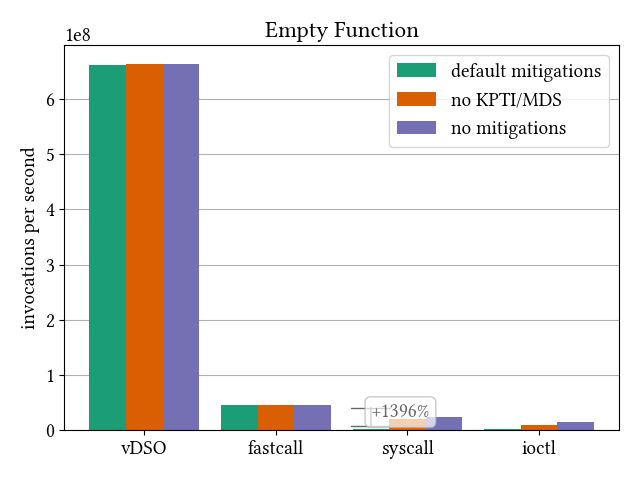 Empty Function
1e8
default mitigations
no KPTI/MDS
no mitigations
invocations per second
6
5
4
3
2
1
0
+1396%
vDSO
fastcall
syscall
ioctl